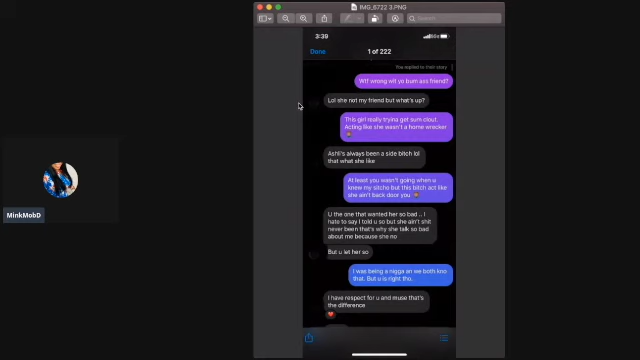 IMG_6722 3.PNG
Search
3:39
Done
1 of 222
You replied to their story
Wtf wrong wit yo bum ass friend?
Lol she not my friend but what's up?
This girl really tryna get sum clout.
Acting like she wasn't a home wrecker
Ashli's always been a side bitch lol
that what she like
At least you wasn't going when u
knew my sitcho but this bitch act like
she ain't back door you
U the one that wanted her so bad .. I
hate to say I told u so but she ain't shit
never been that's why she talk so bad
about me because she no
But u let her so
I was being a nigga an we both kno
that. But u is right tho.
I have respect for u and muse that's
the difference
MinkMobD